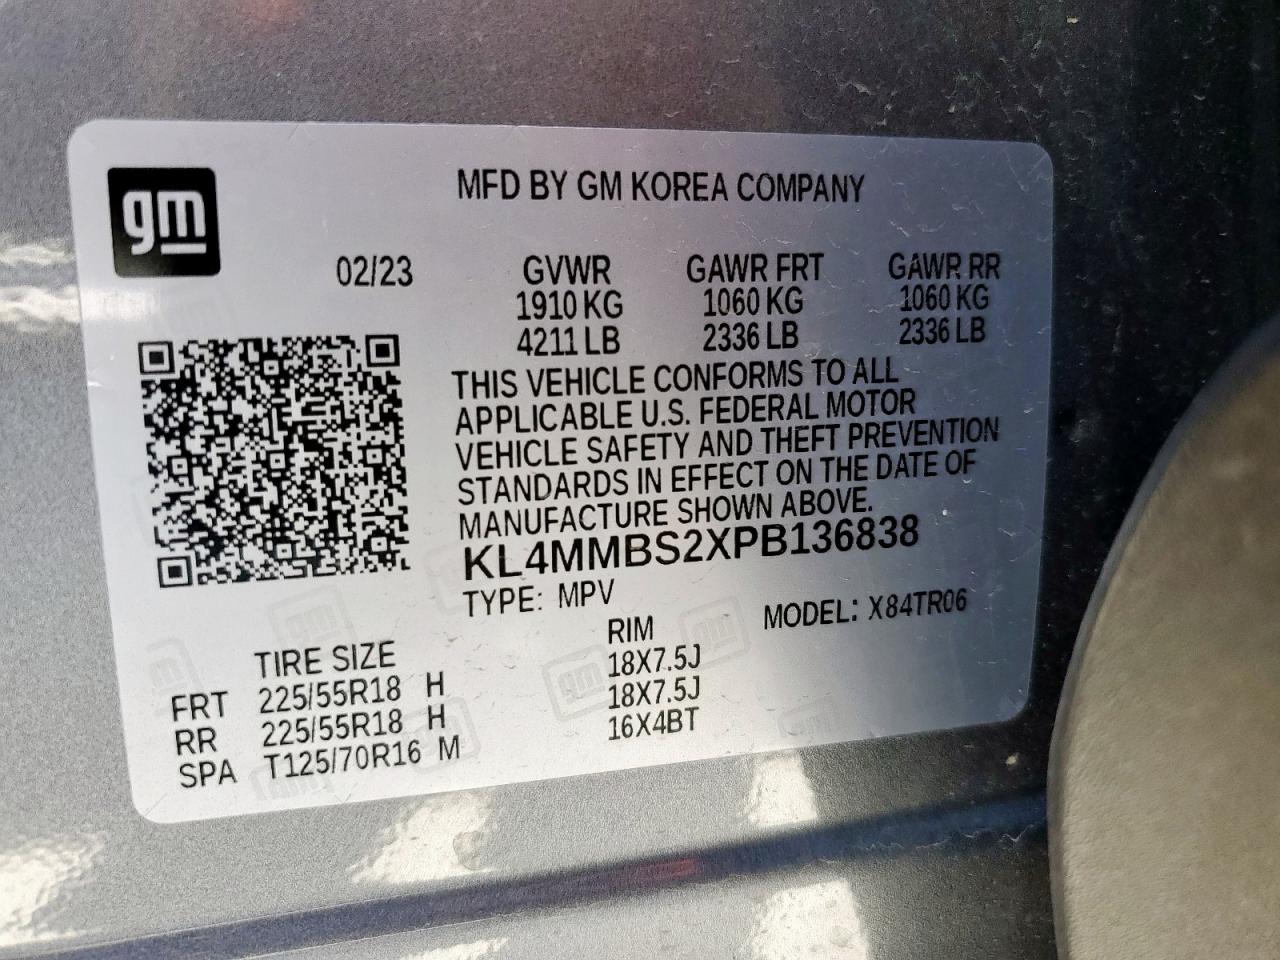 gm
MFD BY GM KOREA COMPANY
02/23
GVWR GAWR FRT GAWR RR
1910 KG 1060 KG 1060 KG
4211 LB 2336 LB 2336 LB
THIS VEHICLE CONFORMS TO ALL
APPLICABLE U.S. FEDERAL MOTOR
VEHICLE SAFETY AND THEFT PREVENTION
STANDARDS IN EFFECT ON THE DATE OF
MANUFACTURE SHOWN ABOVE.
KL4MMBS2XPB136838
TYPE: MPV MODEL: X84TR06
TIRE SIZE RIM
FRT 225/55R18 H 18X7.5J
RR 225/55R18 H 18X7.5J
SPA T125/70R16 M 16X4BT